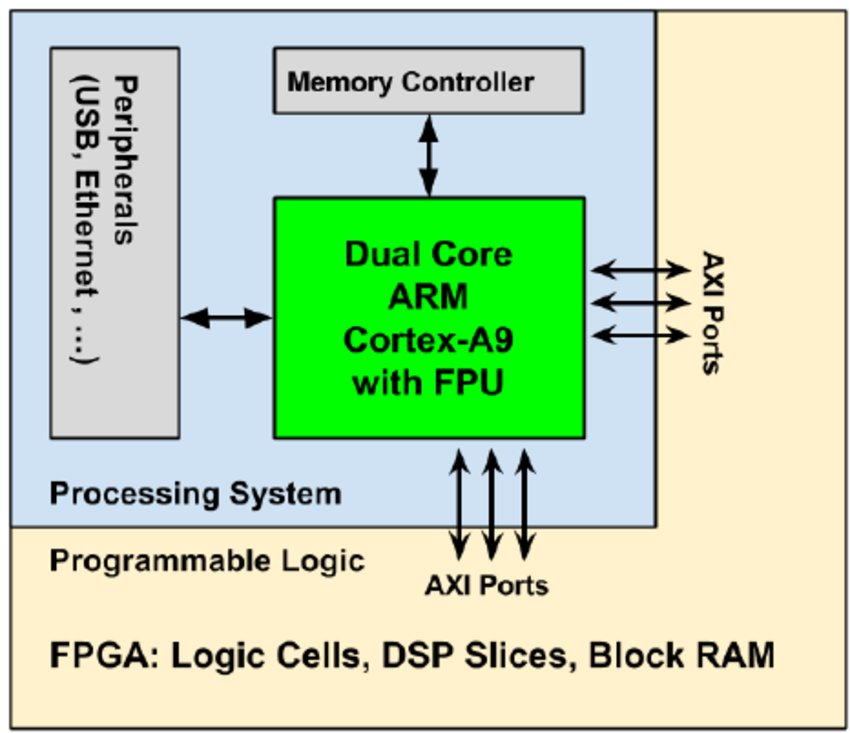 Peripherals
(USB, Ethernet , ...)
Memory Controller
Dual Core
ARM
Cortex-A9
with FPU
AXI Ports
Processing System
Programmable Logic
AXI Ports
FPGA: Logic Cells, DSP Slices, Block RAM